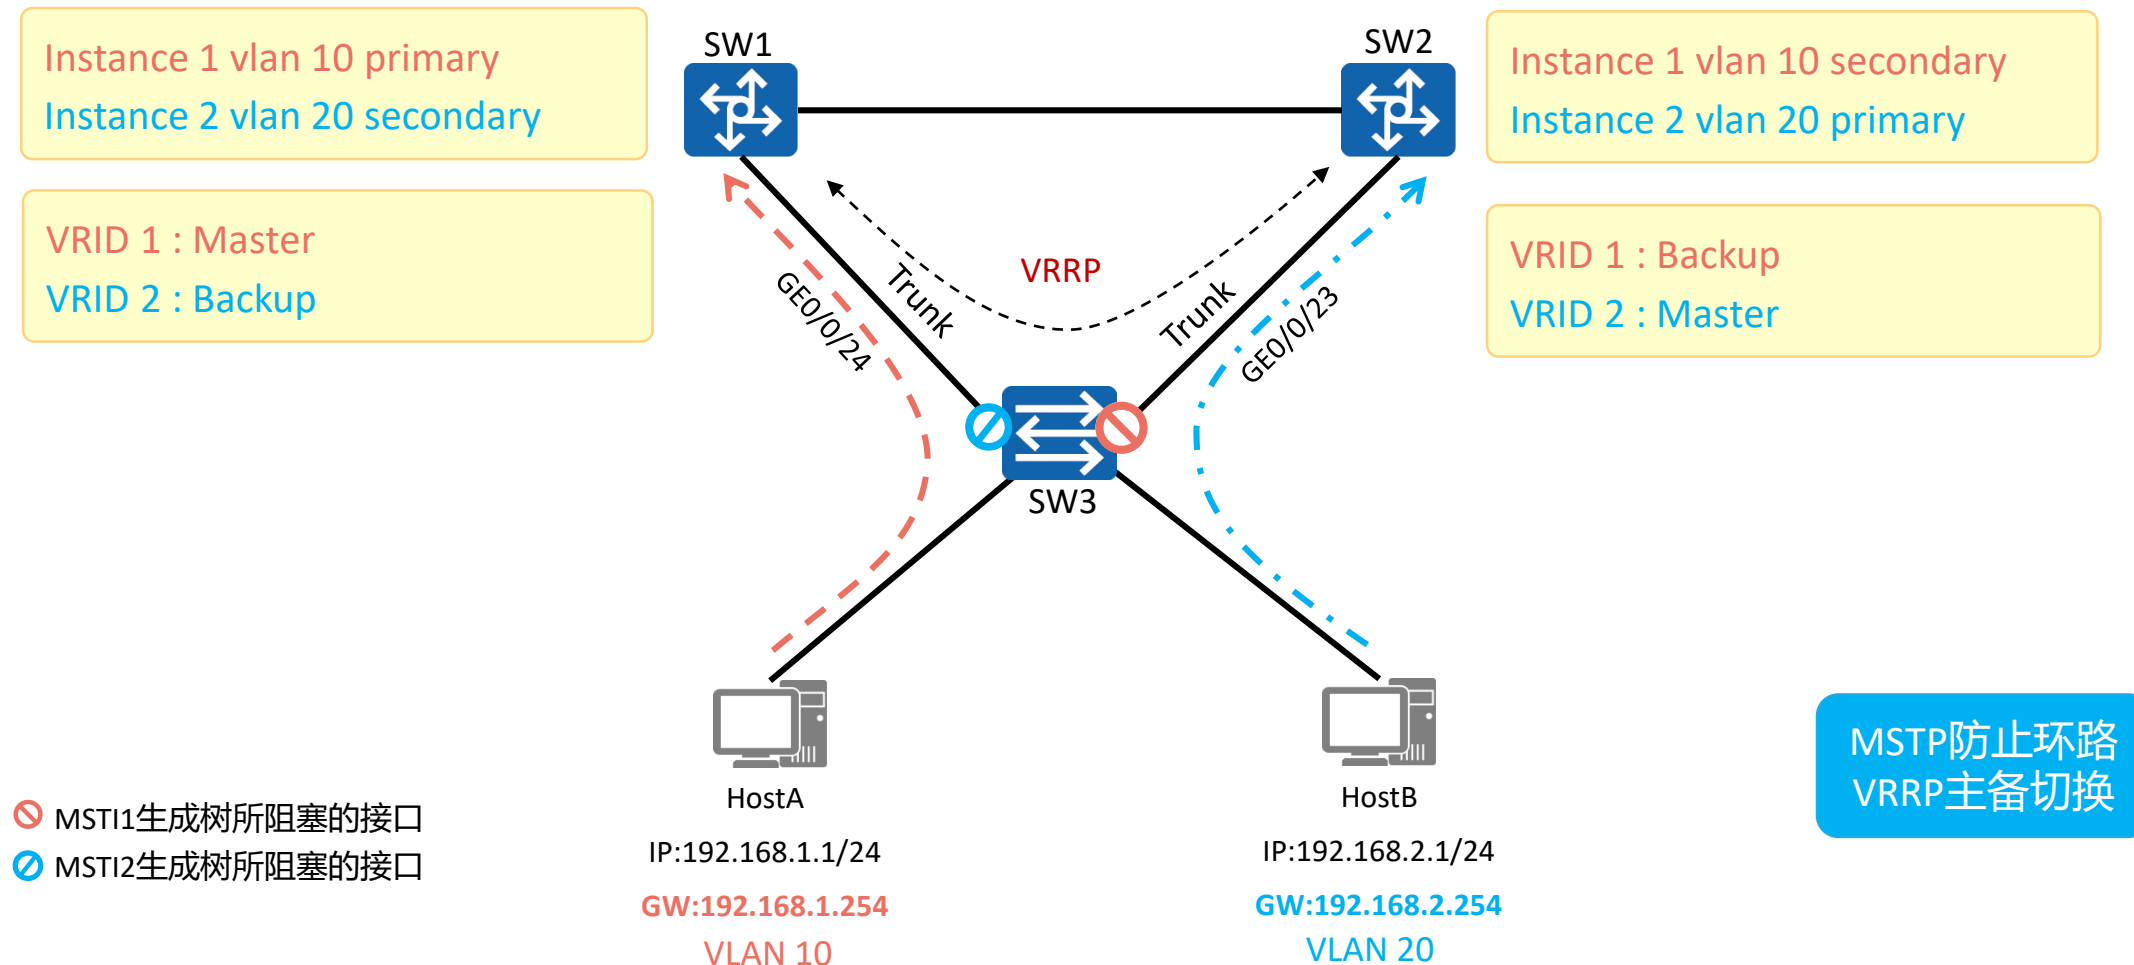 Instance 1 vlan 10 primary
Instance 2 vlan 20 secondary
VRID 1 : Master
VRID 2 : Backup
SW1
SW2
Instance 1 vlan 10 secondary
Instance 2 vlan 20 primary
VRID 1 : Backup
VRID 2 : Master
VRRP
Trunk
GE0/0/24
Trunk
GE0/0/23
SW3
HostA
IP:192.168.1.1/24
GW:192.168.1.254
VLAN 10
HostB
IP:192.168.2.1/24
GW:192.168.2.254
VLAN 20
MSTI1生成树所阻塞的接口
MSTI2生成树所阻塞的接口
MSTP防止环路
VRRP主备切换